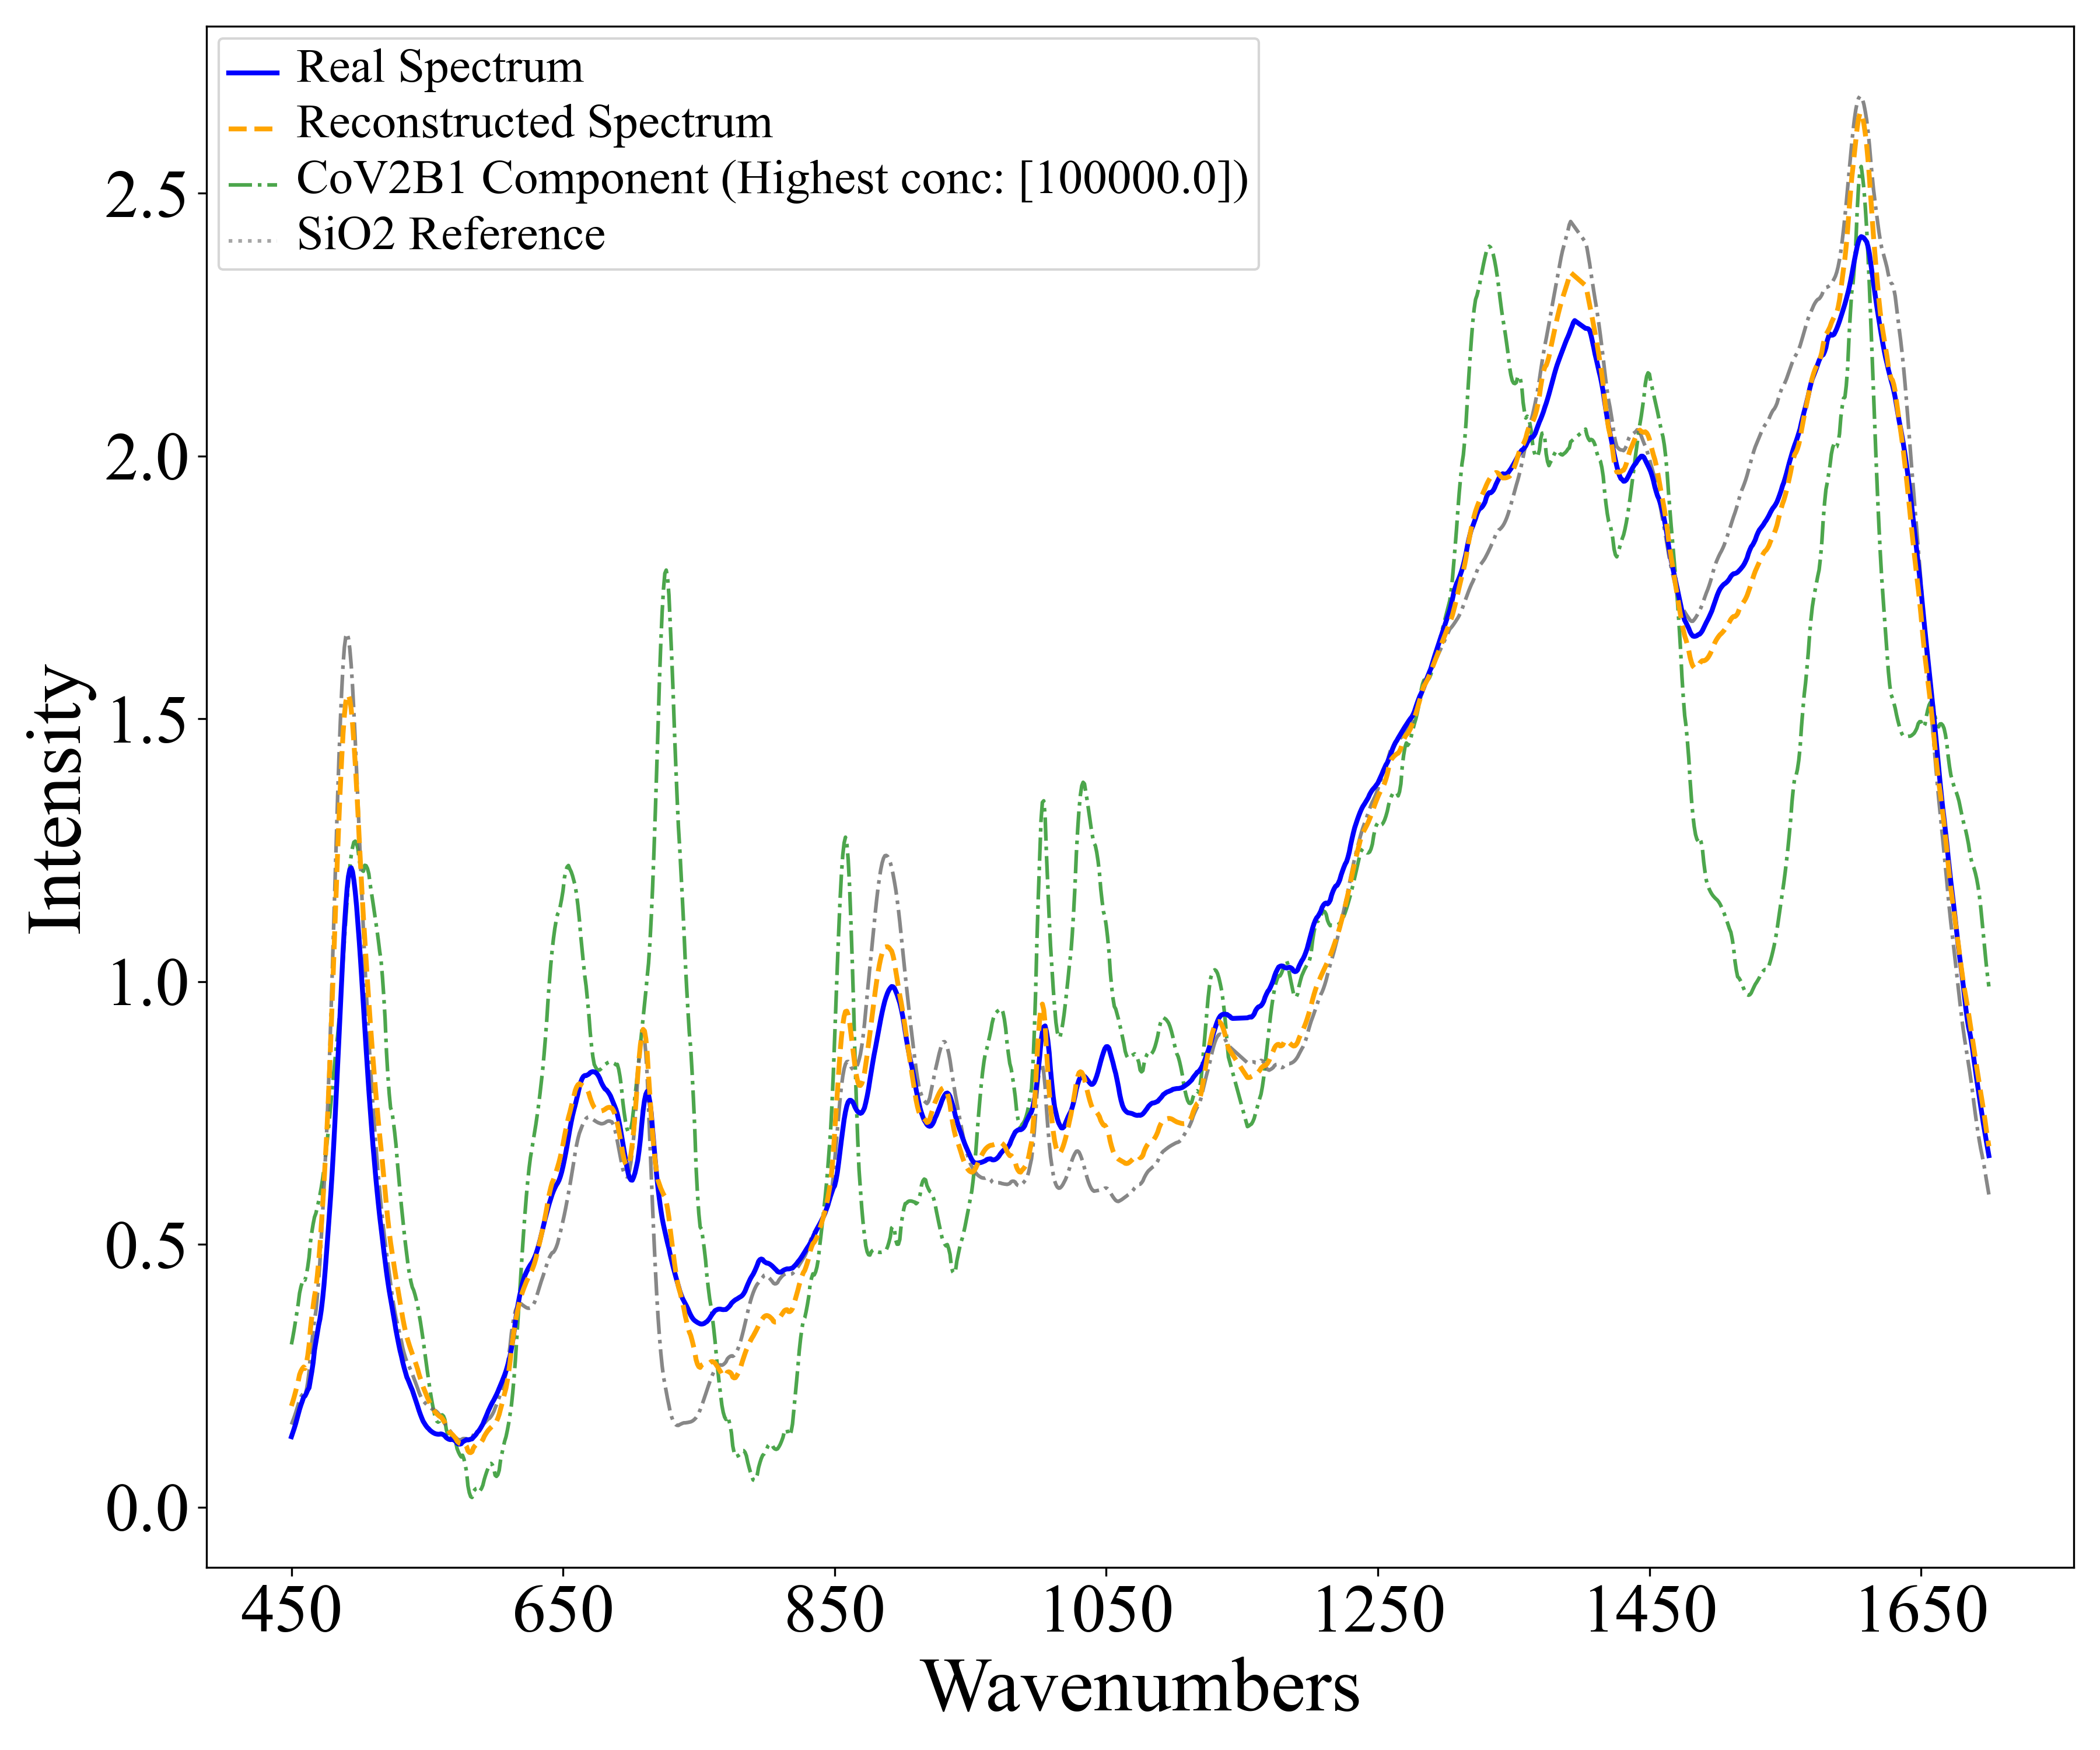 Real Spectrum
Reconstructed Spectrum
CoV2B1 Component (Highest conc: [100000.0])
SiO2 Reference
Intensity
2.5
2.0
1.5
1.0
0.5
0.0
450 650 850 1050 1250 1450 1650
Wavenumbers